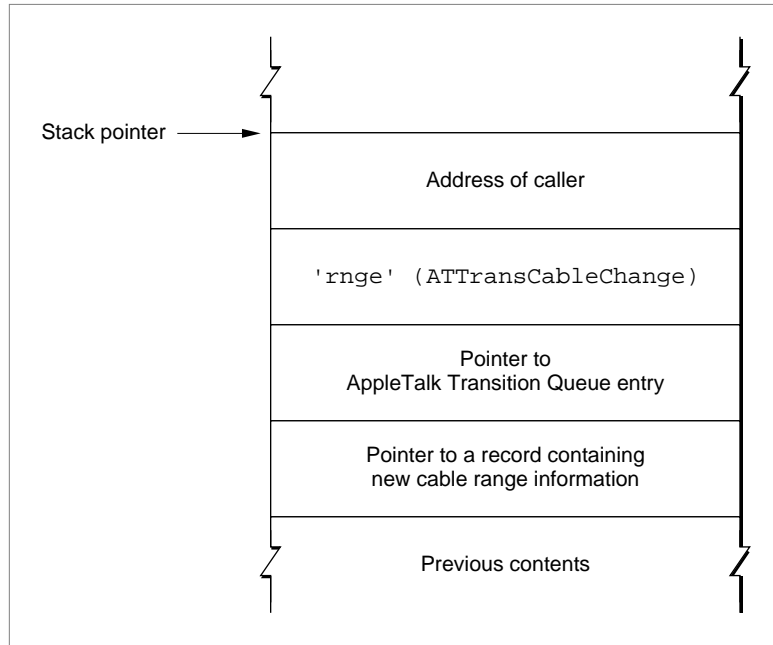 Stack pointer
Address of caller
'rnge' (ATTransCableChange)
Pointer to
AppleTalk Transition Queue entry
Pointer to a record containing
new cable range information
Previous contents